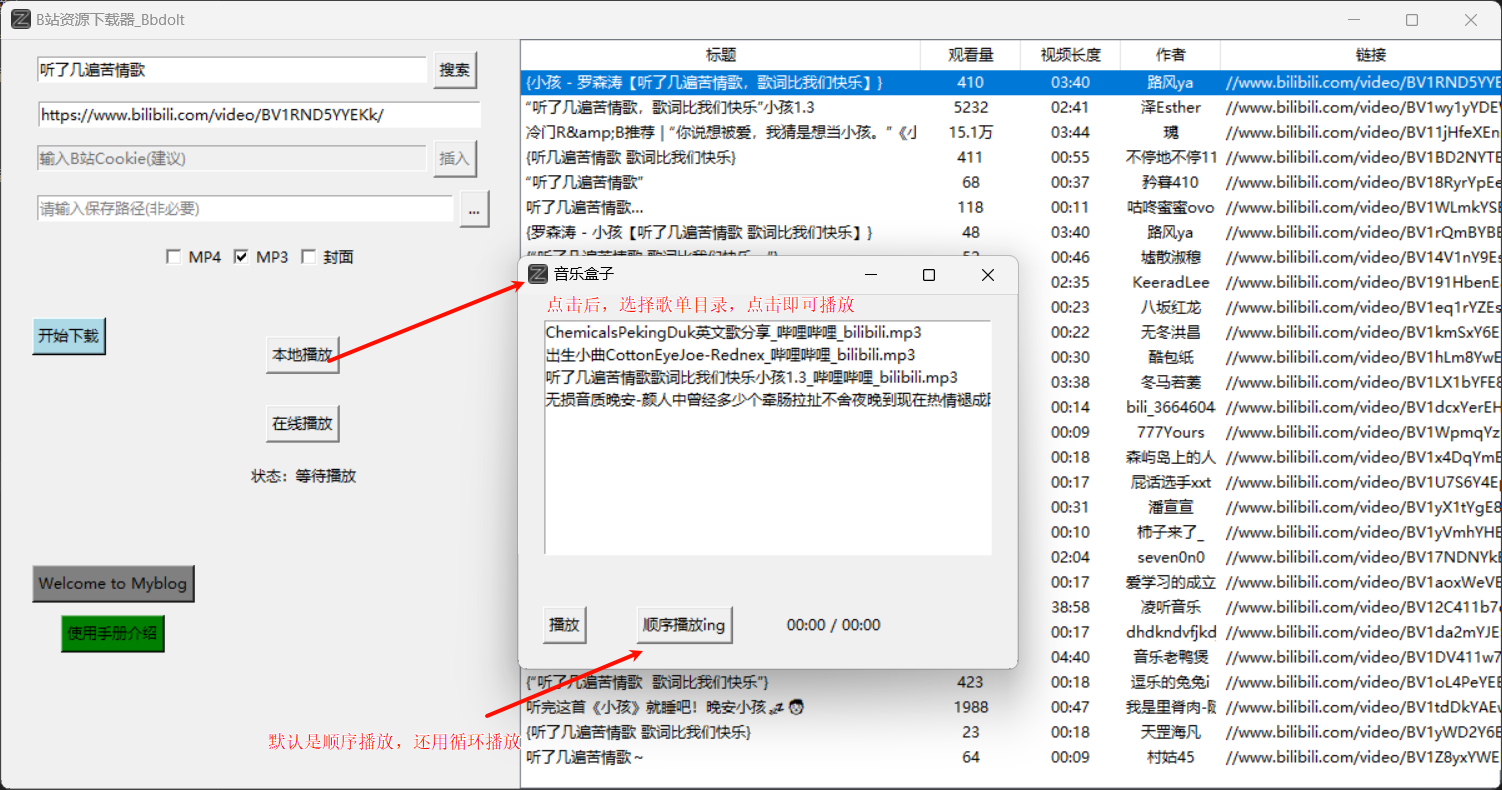 B站资源下载器_Bbdolt
听了几遍苦情歌
搜索
https://www.bilibili.com/video/BV1RND5YYEKk/
输入B站Cookie(建议)
插入
请输入保存路径(非必要)
...
MP4 MP3 封面
开始下载
本地播放
在线播放
状态：等待播放
Welcome to Myblog
使用手册介绍
默认是顺序播放，还用循环播放
标题 观看量 视频长度 作者 链接
{小孩 - 罗森涛【听了几遍苦情歌，歌词比我们快乐】} 410 03:40 路风ya //www.bilibili.com/video/BV1RND5YYE
“听了几遍苦情歌，歌词比我们快乐”小孩1.3 5232 02:41 泽Esther //www.bilibili.com/video/BV1wy1yYDE
冷门R&amp;B推荐 | “你说想被爱，我猜是想当小孩。”《小 15.1万 03:44 //www.bilibili.com/video/BV11jHfeXEn
{听几遍苦情歌 歌词比我们快乐} 411 00:55 不停地不停11 //www.bilibili.com/video/BV1BD2NYTE
“听了几遍苦情歌” 68 00:37 矜暮410 //www.bilibili.com/video/BV18RyrYpEe
听了几遍苦情歌... 118 00:11 咕咚蜜蜜ovo //www.bilibili.com/video/BV1WLmkYS
{罗森涛 - 小孩【听了几遍苦情歌 歌词比我们快乐】} 48 03:40 路风ya //www.bilibili.com/video/BV1rQmBYB
00:46 墟散淑穆 //www.bilibili.com/video/BV14V1nY9Es
02:35 KeeradLee //www.bilibili.com/video/BV191HbenE
00:23 八坂红龙 //www.bilibili.com/video/BV1eq1rYZEs
00:22 无冬洪昌 //www.bilibili.com/video/BV1kmSxY6E
00:30 酷包纸 //www.bilibili.com/video/BV1hLm8YwE
03:38 冬马若菱 //www.bilibili.com/video/BV1LX1bYFE8
00:14 bili_3664604 //www.bilibili.com/video/BV1dcxYerEH
00:09 777Yours //www.bilibili.com/video/BV1WpmqYz
00:18 森屿岛上的人 //www.bilibili.com/video/BV1x4DqYmE
00:17 屁话选手xxt //www.bilibili.com/video/BV1U7S6Y4E
00:31 潘宣宣 //www.bilibili.com/video/BV1yX1tYgE8
00:10 柿子来了_ //www.bilibili.com/video/BV1yVmhYHE
02:04 seven0n0 //www.bilibili.com/video/BV17NDNYk
00:17 爱学习的成立 //www.bilibili.com/video/BV1aoxWeVE
38:58 凌听音乐 //www.bilibili.com/video/BV12C411b7
00:17 dhdkndvfjkd //www.bilibili.com/video/BV1da2mYJE
04:40 音乐老鸭煲 //www.bilibili.com/video/BV1DV411w7
{“听了几遍苦情歌 歌词比我们快乐”} 423 00:18 逗乐的兔兔i //www.bilibili.com/video/BV1oL4PeYE
听完这首《小孩》就睡吧！晚安小孩💤 1988 00:47 我是里脊肉- //www.bilibili.com/video/BV1tdDkYAE
{听了几遍苦情歌 歌词比我们快乐} 23 00:18 天罡海凡 //www.bilibili.com/video/BV1yWD2Y6E
听了几遍苦情歌～ 64 00:09 村姑45 //www.bilibili.com/video/BV1Z8yxYWE
音乐盒子
点击后，选择歌单目录，点击即可播放
ChemicalsPekingDuk英文歌分享_哔哩哔哩_bilibili.mp3
出生小曲CottonEyeJoe-Rednex_哔哩哔哩_bilibili.mp3
听了几遍苦情歌歌词比我们快乐小孩1.3_哔哩哔哩_bilibili.mp3
无损音质晚安-颜人中曾经多少个牵肠拉扯不舍夜晚到现在热情褪成
播放
顺序播放ing
00:00 / 00:00